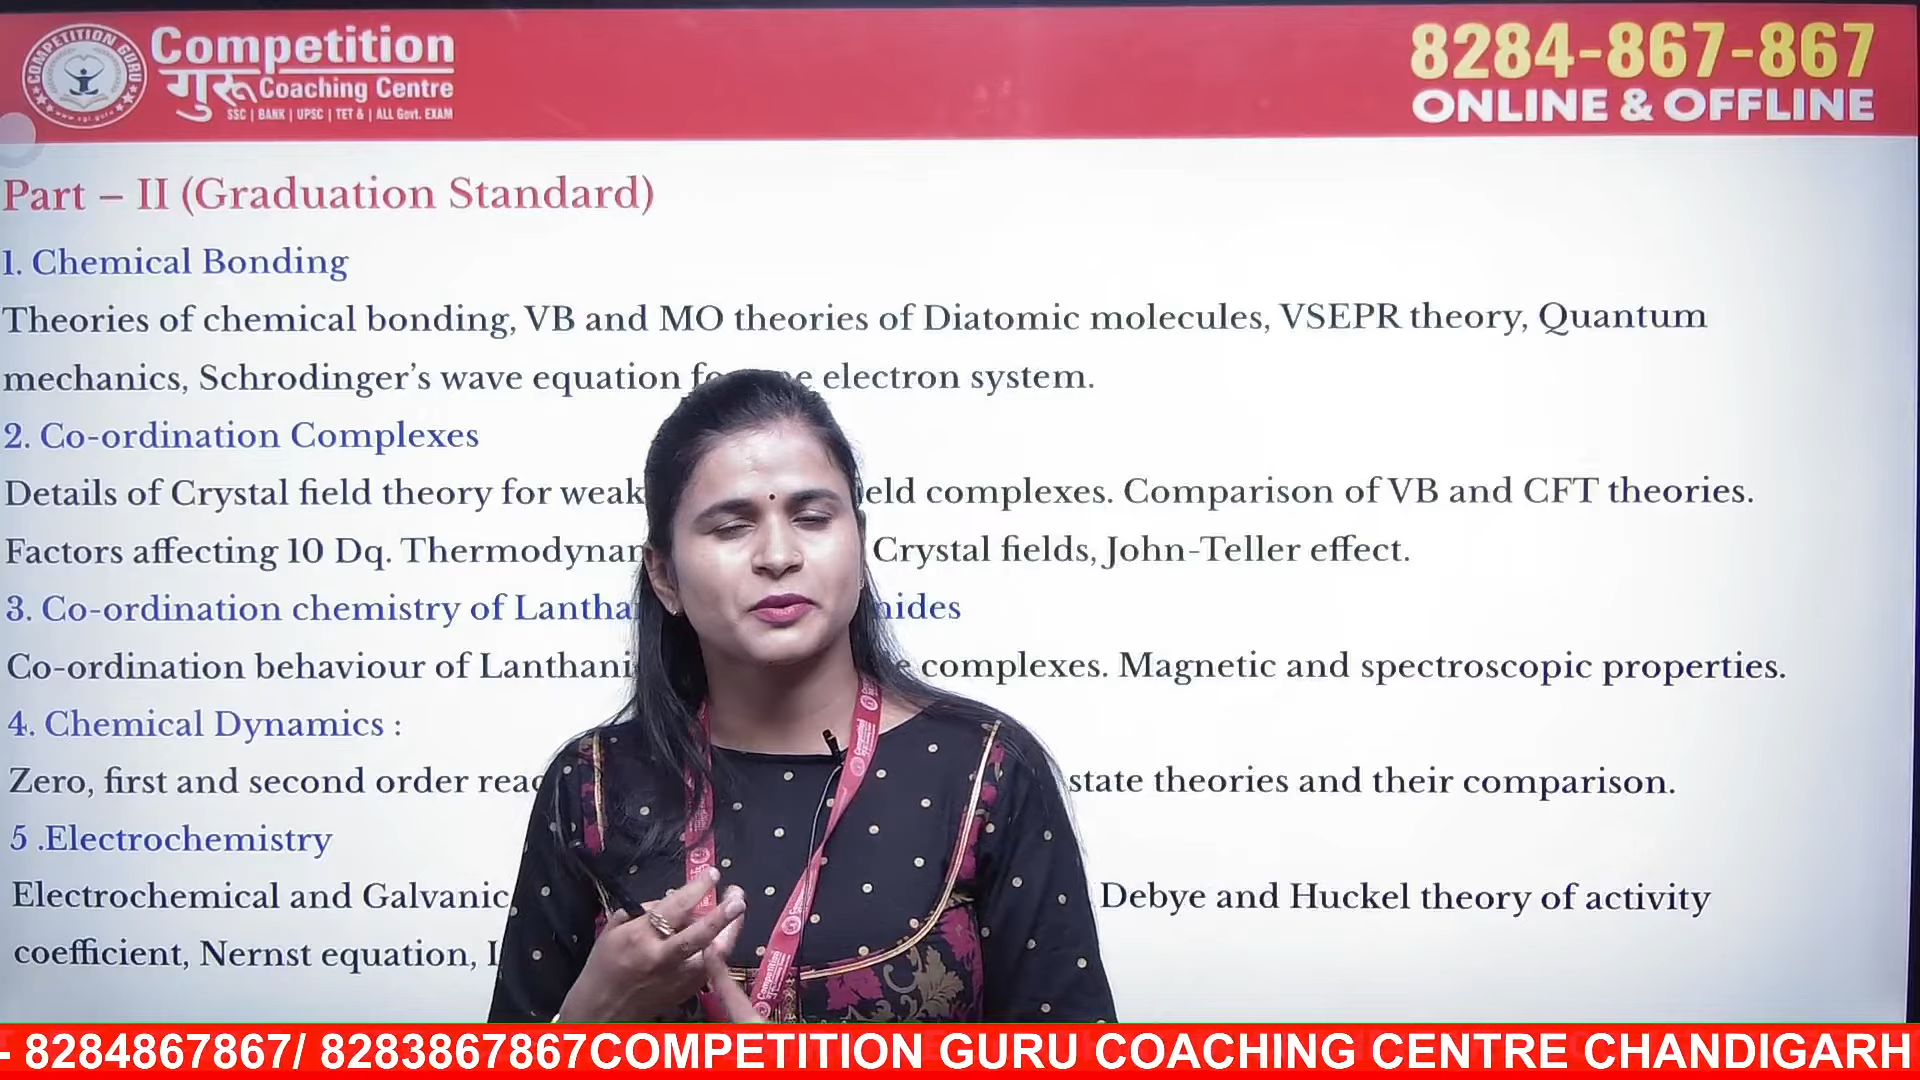 COMPETITION GURU
Competition
गुरू Coaching Centre
SSC | BANK | UPSC | TET & | ALL Govt. EXAM
8284-867-867
ONLINE & OFFLINE
Part – II (Graduation Standard)
1. Chemical Bonding
Theories of chemical bonding, VB and MO theories of Diatomic molecules, VSEPR theory, Quantum
mechanics, Schrodinger's wave equation electron system.
2. Co-ordination Complexes
Details of Crystal field theory for weak complexes. Comparison of VB and CFT theories.
Factors affecting 10 Dq. Crystal fields, John-Teller effect.
3. Co-ordination chemistry of
Co-ordination behaviour of complexes. Magnetic and spectroscopic properties.
4. Chemical Dynamics :
Zero, first and second order state theories and their comparison.
5 .Electrochemistry
Electrochemical and Galvanic Debye and Huckel theory of activity
coefficient, Nernst equation,
- 8284867867/ 8283867867COMPETITION GURU COACHING CENTRE CHANDIGARH